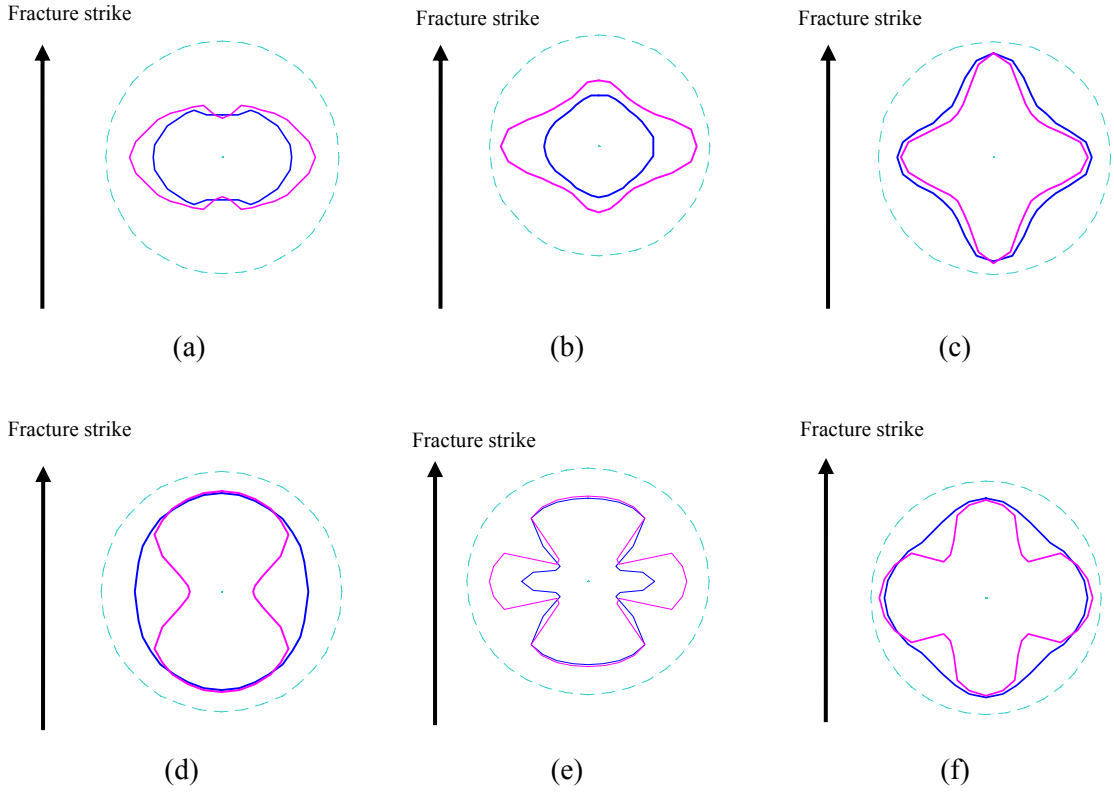 Fracture strike
Fracture strike
Fracture strike
(a)
(b)
(c)
Fracture strike
Fracture strike
Fracture strike
(d)
(e)
(f)